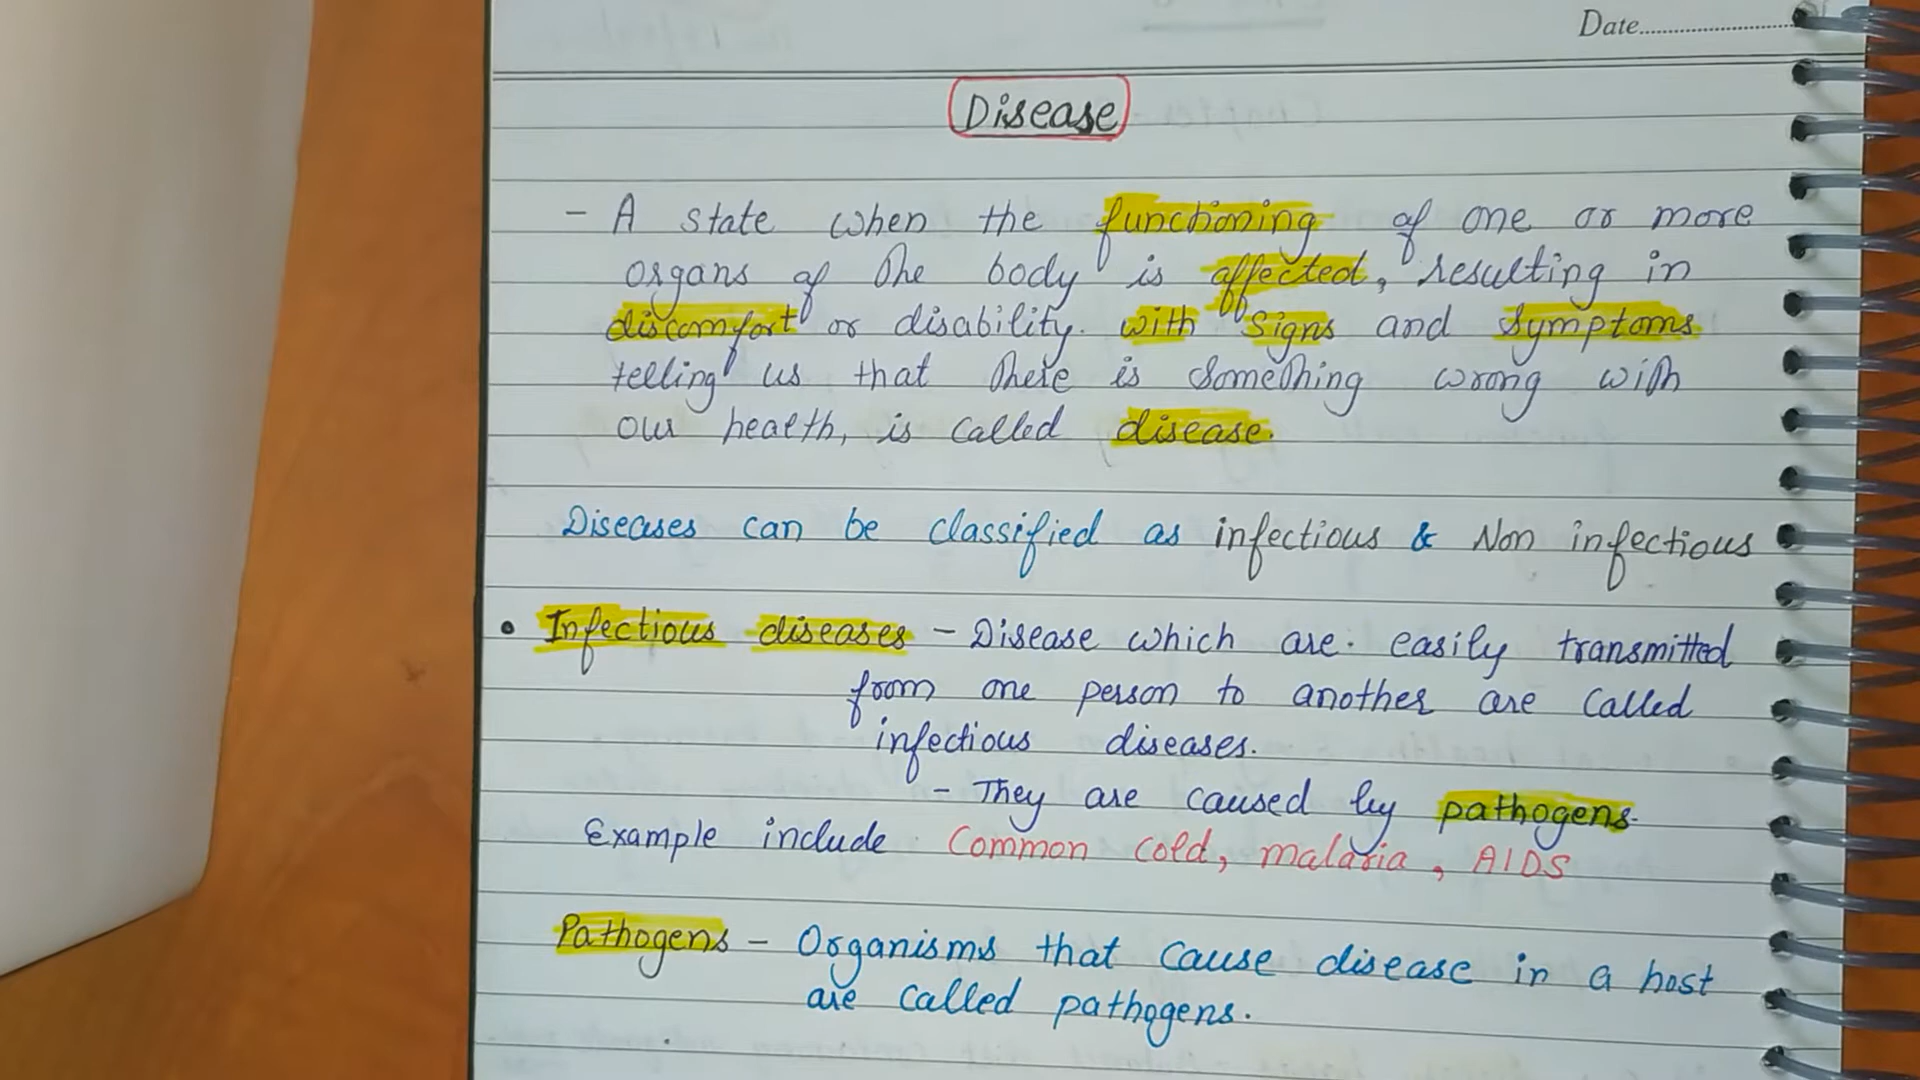 Date....................
Disease
- A state when the functioning of one or more
organs of the body is affected, resulting in
discomfort or disability. with signs and symptoms
telling us that there is something wrong with
our health, is called disease.
Diseases can be classified as infectious & Non infectious
• Infectious diseases - Disease which are. easily transmitted
from one person to another are called
infectious diseases.
- They are caused by pathogens.
Example include Common cold, malaria, AIDS
Pathogens - Organisms that cause disease in a host
are called pathogens.